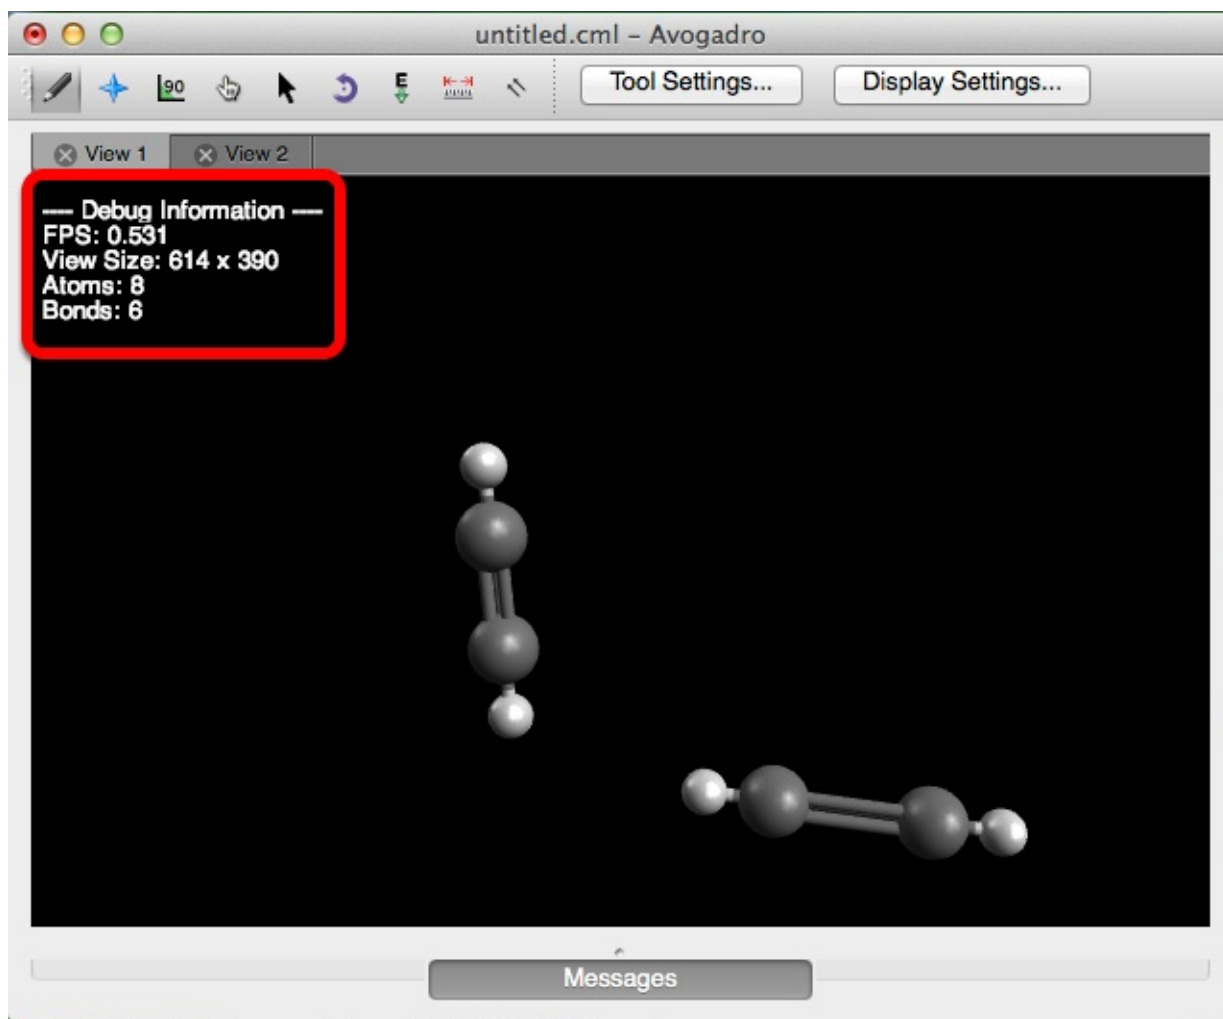 untitled.cml – Avogadro
90
E
Tool Settings...
Display Settings...
View 1
View 2
---- Debug Information ----
FPS: 0.531
View Size: 614 x 390
Atoms: 8
Bonds: 6
Messages